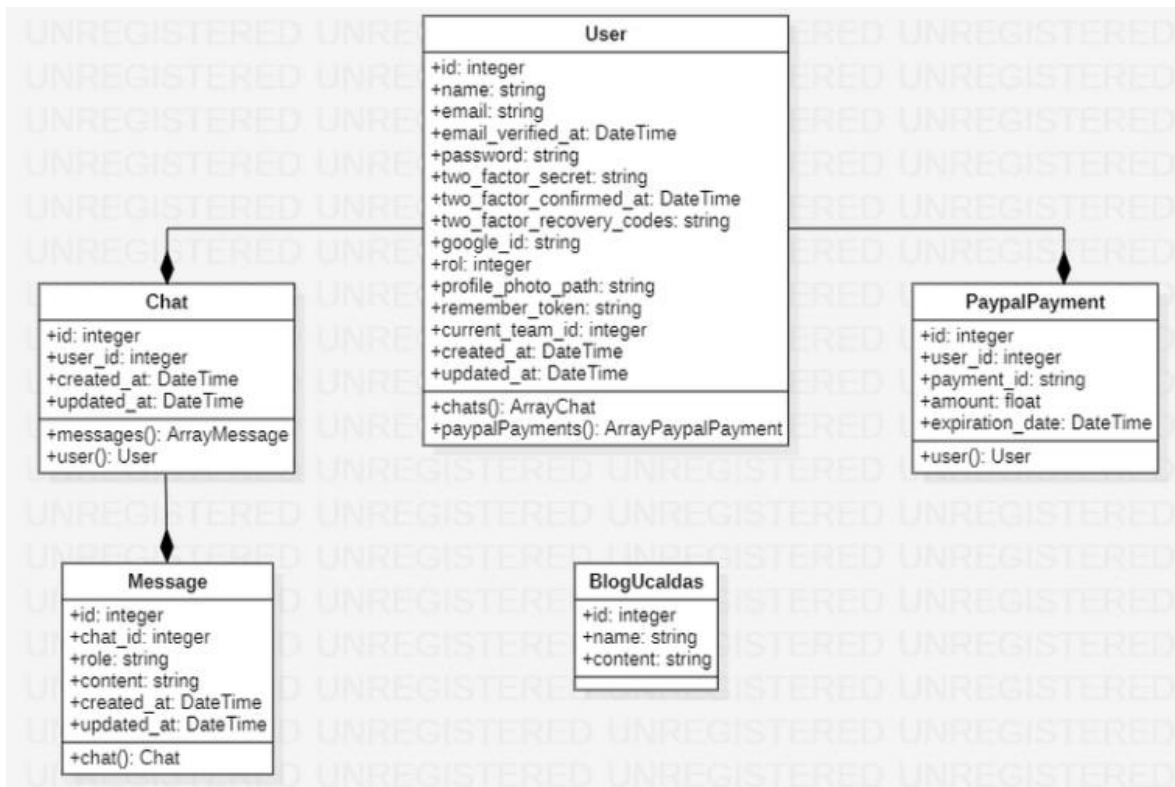 User
+id: integer
+name: string
+email: string
+email_verified_at: DateTime
+password: string
+two_factor_secret: string
+two_factor_confirmed_at: DateTime
+two_factor_recovery_codes: string
+google_id: string
+rol: integer
+profile_photo_path: string
+remember_token: string
+current_team_id: integer
+created_at: DateTime
+updated_at: DateTime
+chats(): ArrayChat
+paypalPayments(): ArrayPaypalPayment
Chat
+id: integer
+user_id: integer
+created_at: DateTime
+updated_at: DateTime
+messages(): ArrayMessage
+user(): User
PaypalPayment
+id: integer
+user_id: integer
+payment_id: string
+amount: float
+expiration_date: DateTime
+user(): User
Message
+id: integer
+chat_id: integer
+role: string
+content: string
+created_at: DateTime
+updated_at: DateTime
+chat(): Chat
BlogUcaldas
+id: integer
+name: string
+content: string
UNREGISTERED